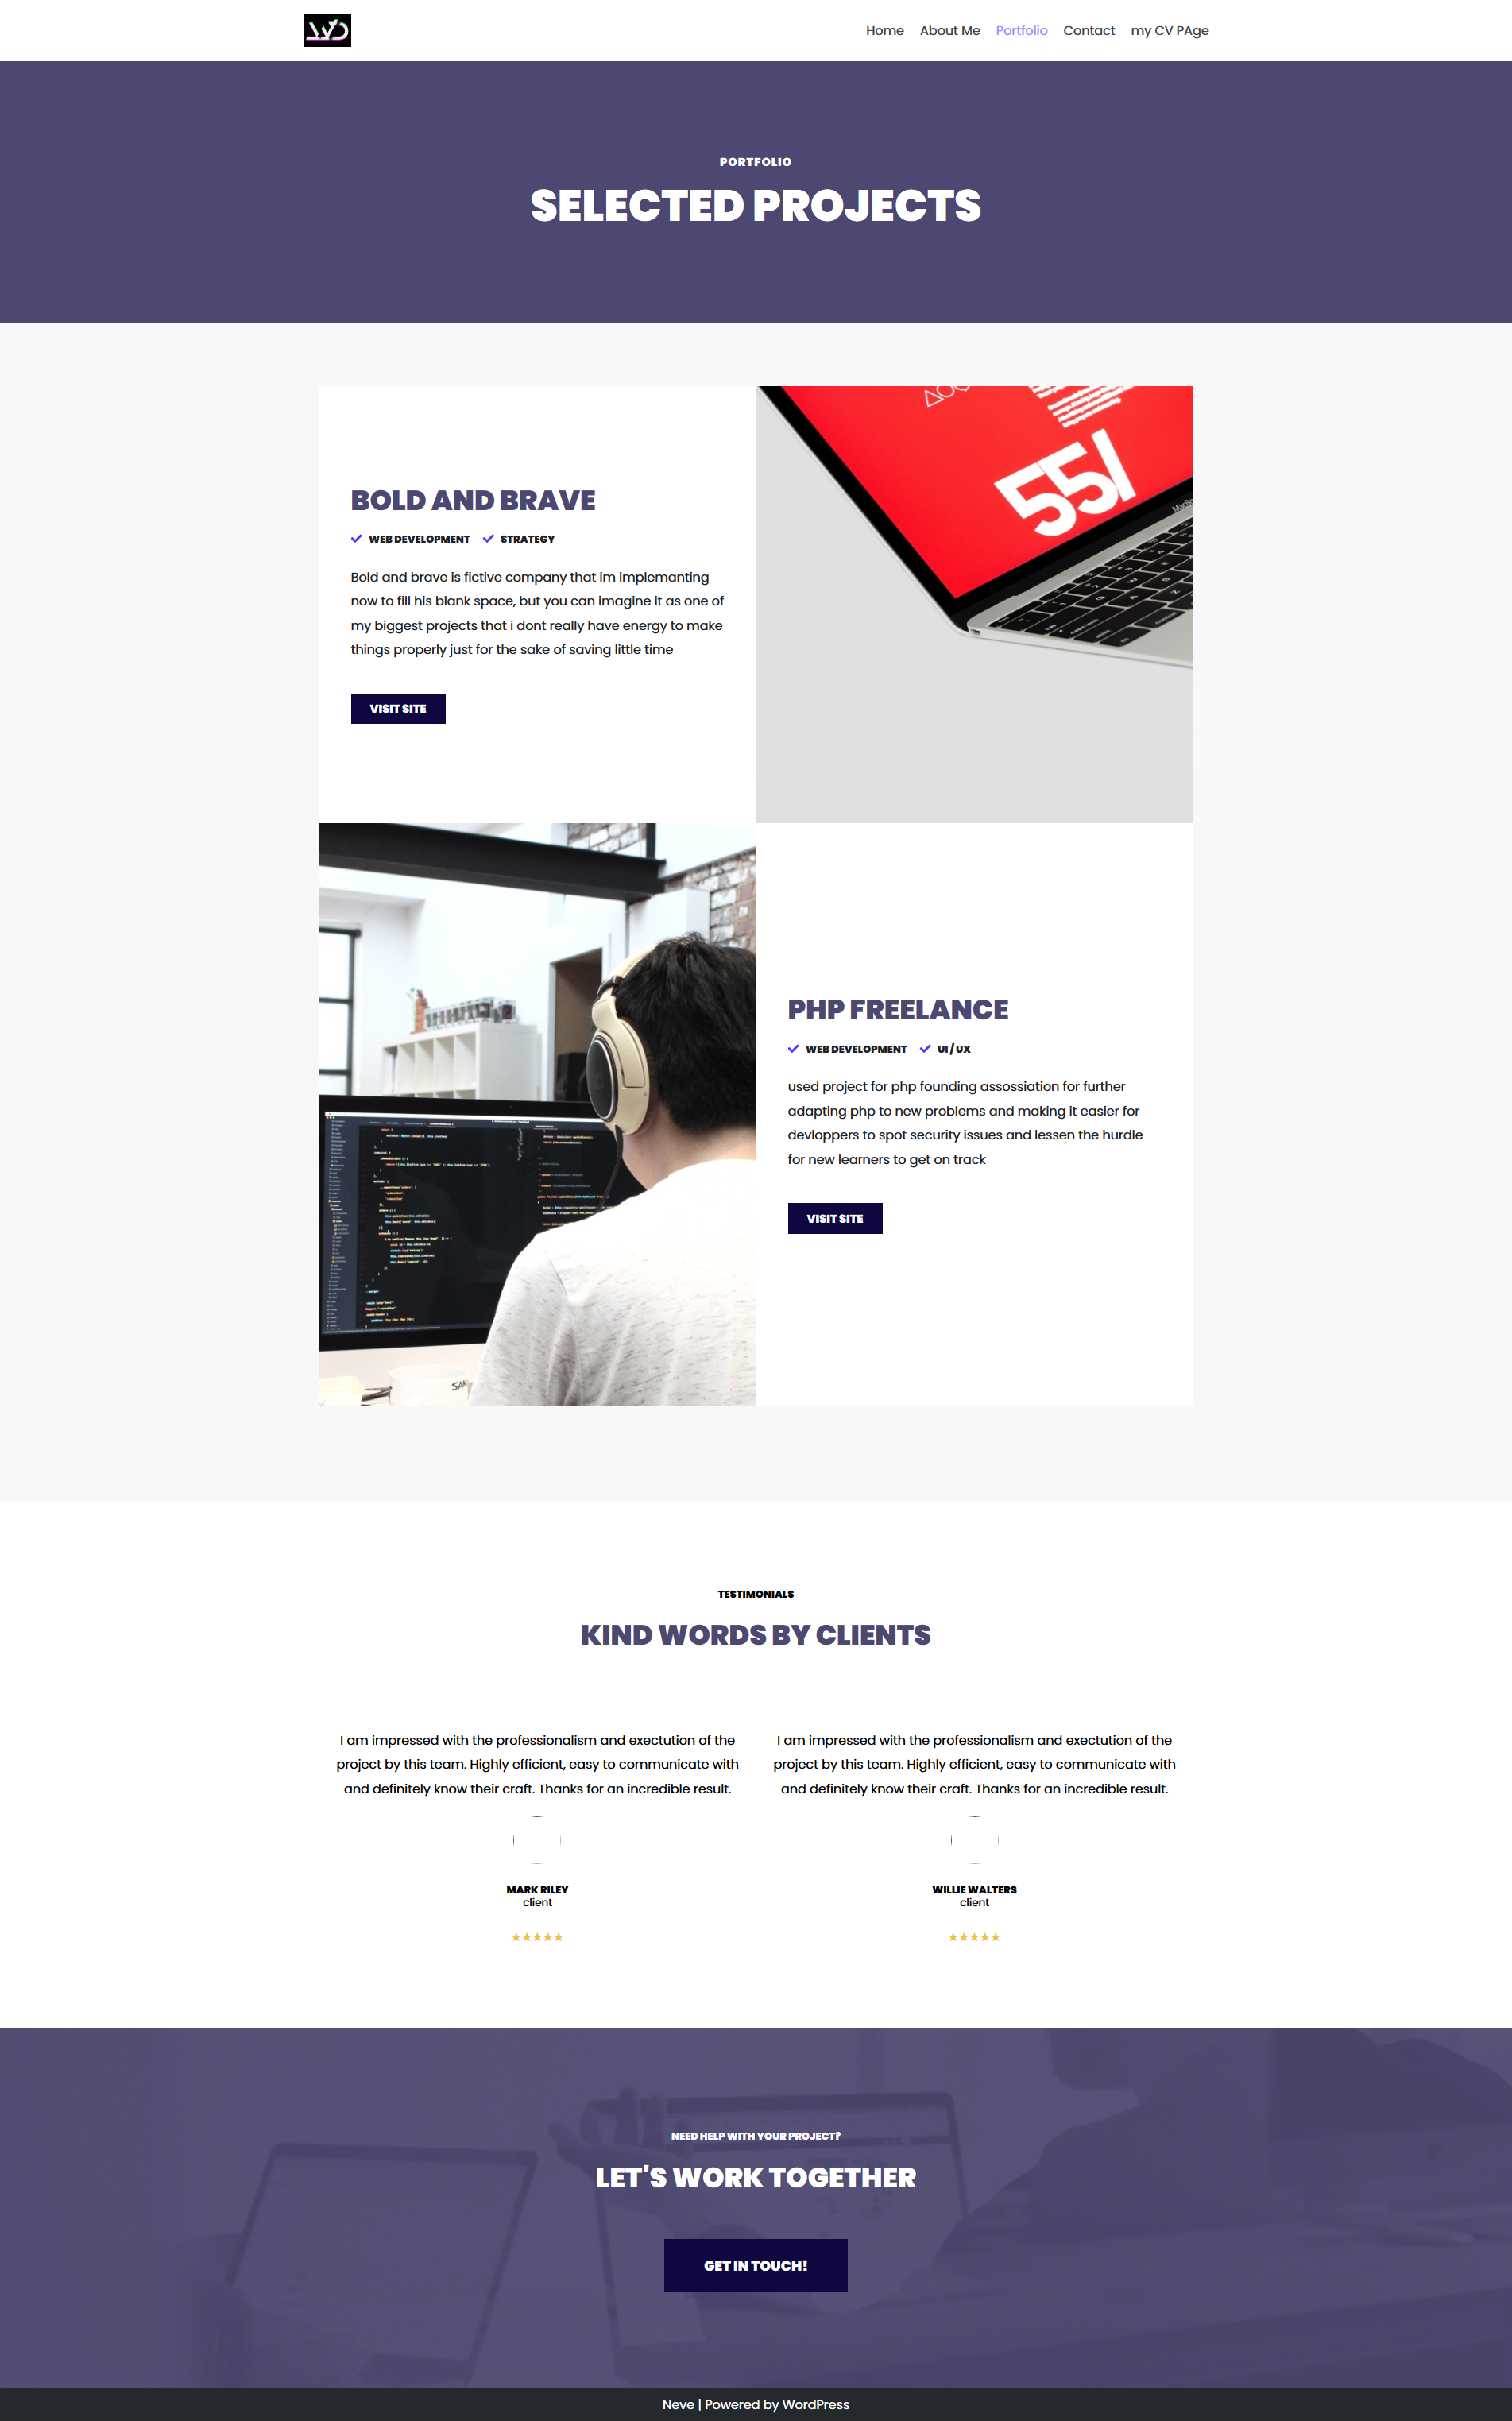 WD
Home About Me Portfolio Contact my CV PAge
PORTFOLIO
SELECTED PROJECTS
BOLD AND BRAVE
WEB DEVELOPMENT STRATEGY
Bold and brave is fictive company that im implemanting
now to fill his blank space, but you can imagine it as one of
my biggest projects that i dont really have energy to make
things properly just for the sake of saving little time
VISIT SITE
55/
PHP FREELANCE
WEB DEVELOPMENT UI / UX
used project for php founding assossiation for further
adapting php to new problems and making it easier for
devloppers to spot security issues and lessen the hurdle
for new learners to get on track
VISIT SITE
TESTIMONIALS
KIND WORDS BY CLIENTS
I am impressed with the professionalism and exectution of the
project by this team. Highly efficient, easy to communicate with
and definitely know their craft. Thanks for an incredible result.
MARK RILEY
client
★★★★★
I am impressed with the professionalism and exectution of the
project by this team. Highly efficient, easy to communicate with
and definitely know their craft. Thanks for an incredible result.
WILLIE WALTERS
client
★★★★★
NEED HELP WITH YOUR PROJECT?
LET'S WORK TOGETHER
GET IN TOUCH!
Neve | Powered by WordPress